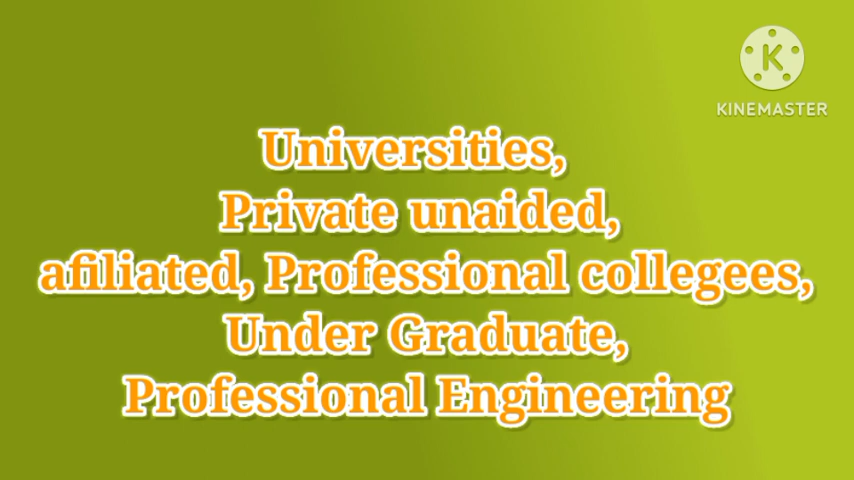 KINEMASTER
Universities,
Private unaided,
afiliated, Professional collegees,
Under Graduate,
Professional Engineering